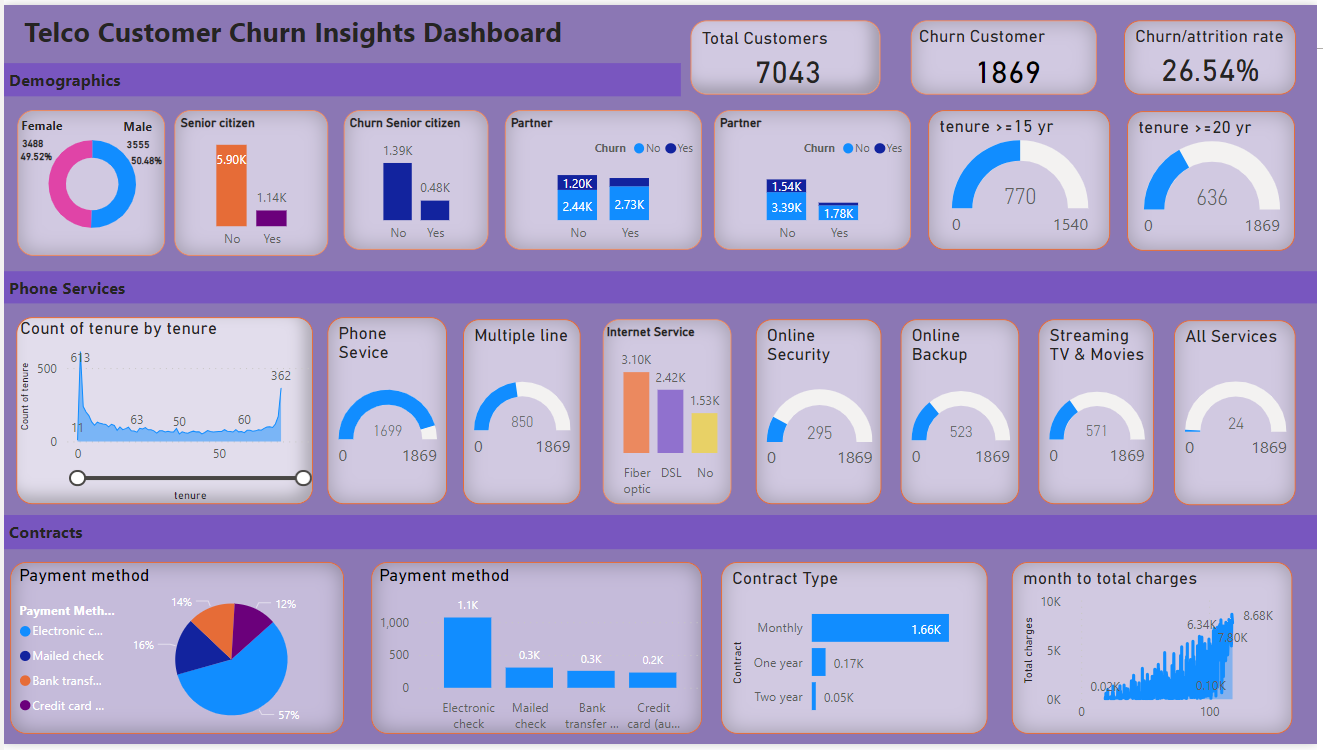 Telco Customer Churn Insights Dashboard
Total Customers
7043
Churn Customer
1869
Churn/attrition rate
26.54%
Demographics
Female
3488
49.52%
Male
3555
50.48%
Senior citizen
5.90K
1.14K
No
Yes
Churn Senior citizen
1.39K
0.48K
No
Yes
Partner
Churn No Yes
1.20K
2.44K
2.73K
No
Yes
Partner
Churn No Yes
1.54K
3.39K
1.78K
No
Yes
tenure >=15 yr
770
0
1540
tenure >=20 yr
636
0
1869
Phone Services
Count of tenure by tenure
Count of tenure
500
0
613
11
63
50
60
362
0
50
tenure
Phone
Sevice
1699
0
1869
Multiple line
850
0
1869
Internet Service
3.10K
2.42K
1.53K
Fiber
optic
DSL
No
Online
Security
295
0
1869
Online
Backup
523
0
1869
Streaming
TV & Movies
571
0
1869
All Services
24
0
1869
Contracts
Payment method
Payment Meth...
Electronic c...
Mailed check
Bank transf...
Credit card ...
14%
12%
16%
57%
Payment method
1,000
500
0
1.1K
0.3K
0.3K
0.2K
Electronic
check
Mailed
check
Bank
transfer ...
Credit
card (au...
Contract Type
Contract
Monthly
1.66K
One year
0.17K
Two year
0.05K
month to total charges
Total charges
10K
5K
0K
0.02K
6.34K
8.68K
7.80K
0.10K
0
100